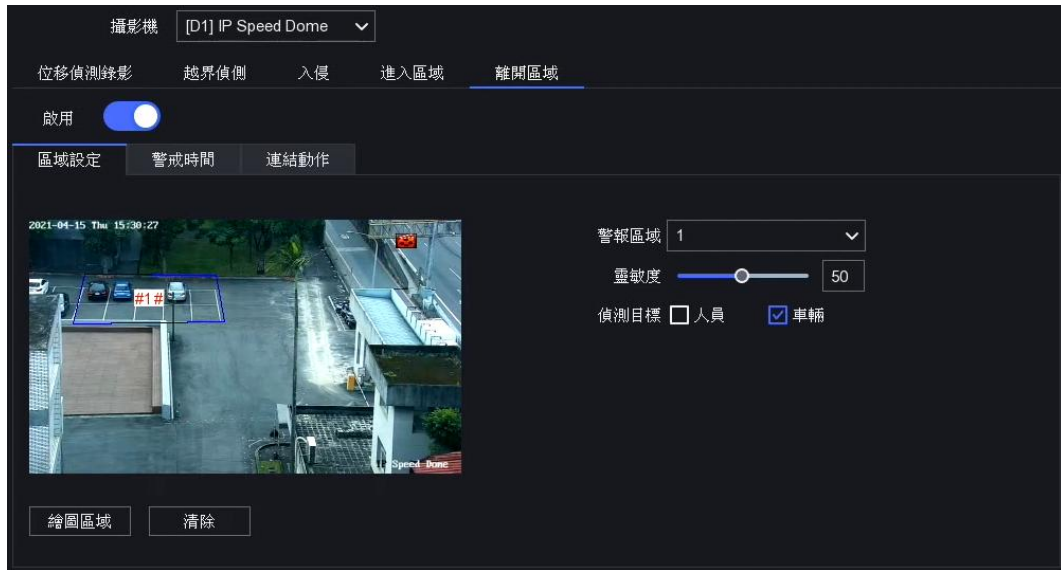 攝影機 [D1] IP Speed Dome
位移偵測錄影 越界偵測 入侵 進入區域 離開區域
啟用
區域設定 警戒時間 連結動作
2021-04-15 Thu 15:30:27
警報區域 1
靈敏度 50
偵測目標 人員 車輛
#1#
Speed Dome
繪圖區域 清除